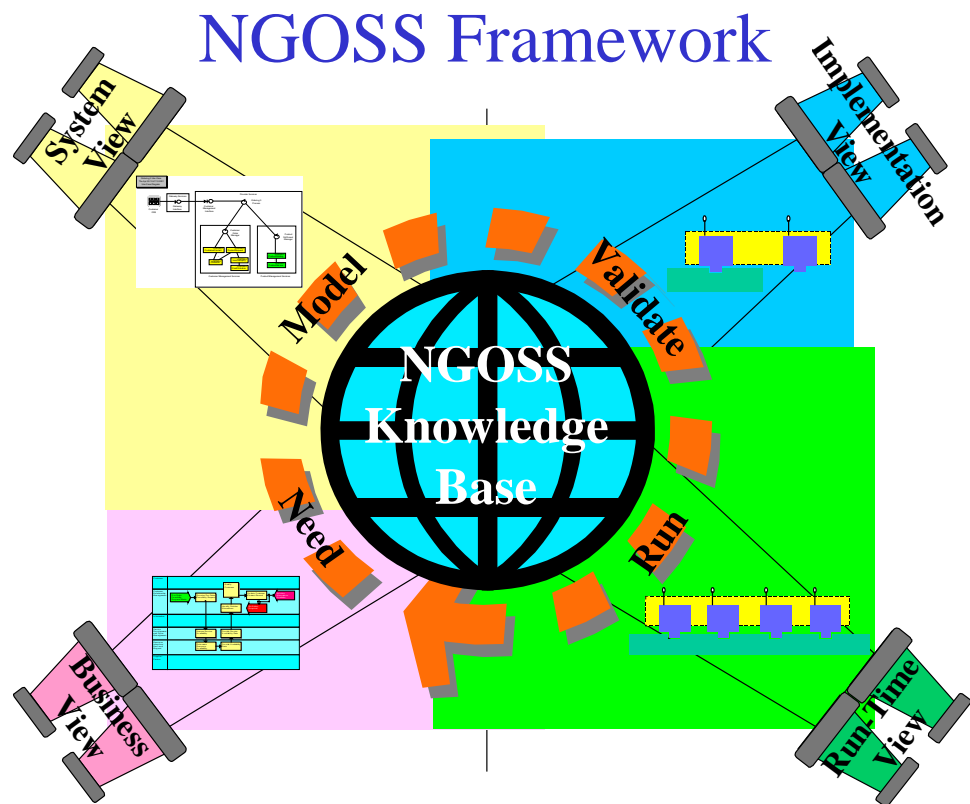 NGOSS Framework
System
View
Implementation
View
Model
Validate
NGOSS
Knowledge
Base
Need
Run
Business
View
Run-Time
View